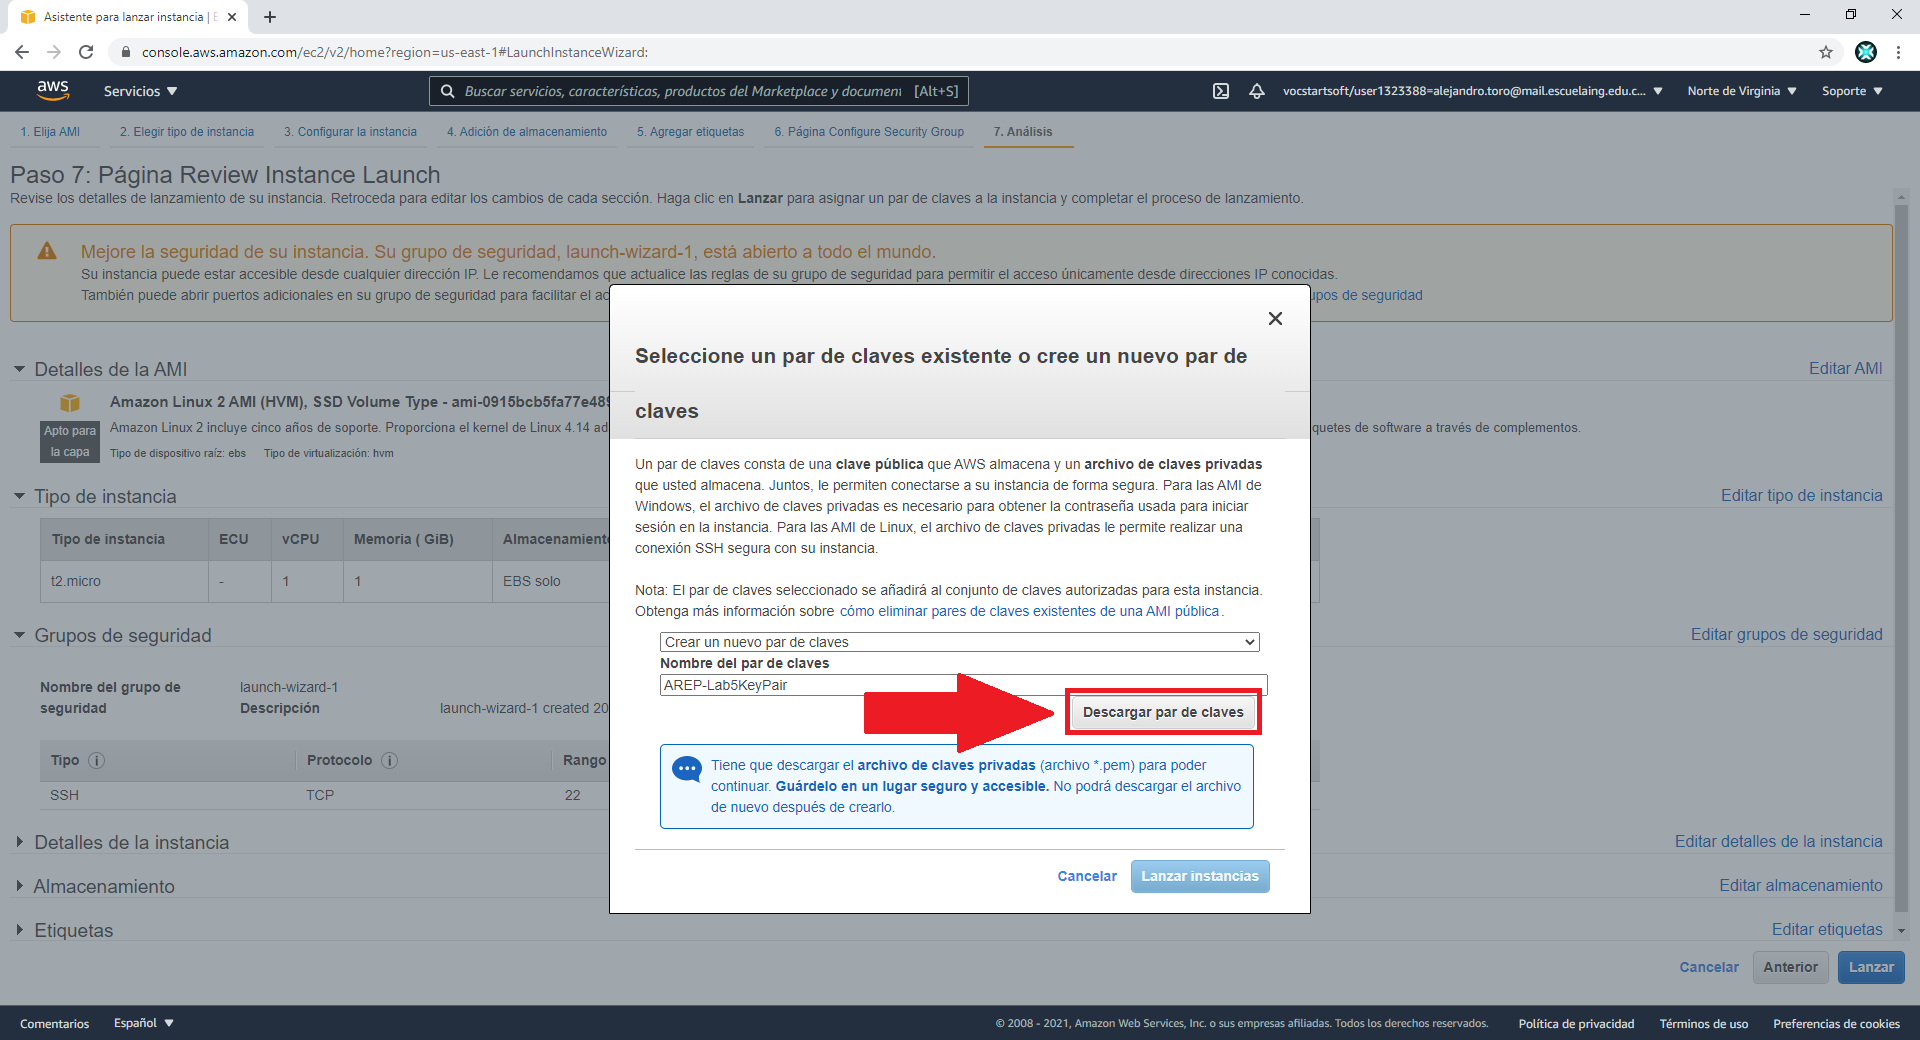 Asistente para lanzar instancia | E
console.aws.amazon.com/ec2/v2/home?region=us-east-1#LaunchInstanceWizard:
aws
Servicios
Buscar servicios, características, productos del Marketplace y document [Alt+S]
vocstartsoft/user1323388=alejandro.toro@mail.escuelaing.edu.c...
Norte de Virginia
Soporte
1. Elija AMI
2. Elegir tipo de instancia
3. Configurar la instancia
4. Adición de almacenamiento
5. Agregar etiquetas
6. Página Configure Security Group
7. Análisis
Paso 7: Página Review Instance Launch
Revise los detalles de lanzamiento de su instancia. Retroceda para editar los cambios de cada sección. Haga clic en Lanzar para asignar un par de claves a la instancia y completar el proceso de lanzamiento.
Mejore la seguridad de su instancia. Su grupo de seguridad, launch-wizard-1, está abierto a todo el mundo.
Su instancia puede estar accesible desde cualquier dirección IP. Le recomendamos que actualice las reglas de su grupo de seguridad para permitir el acceso únicamente desde direcciones IP conocidas.
También puede abrir puertos adicionales en su grupo de seguridad para facilitar el ac
upos de seguridad
Detalles de la AMI
Editar AMI
Amazon Linux 2 AMI (HVM), SSD Volume Type - ami-0915bcb5fa77e489
Apto para
la capa
Amazon Linux 2 incluye cinco años de soporte. Proporciona el kernel de Linux 4.14 ad
quetes de software a través de complementos.
Tipo de dispositivo raíz: ebs Tipo de virtualización: hvm
Tipo de instancia
Editar tipo de instancia
Tipo de instancia ECU vCPU Memoria ( GiB) Almacenamiento
t2.micro - 1 1 EBS solo
Grupos de seguridad
Editar grupos de seguridad
Nombre del grupo de
seguridad
launch-wizard-1
Descripción
launch-wizard-1 created 20
Tipo Protocolo Rango
SSH TCP 22
Detalles de la instancia
Editar detalles de la instancia
Almacenamiento
Editar almacenamiento
Etiquetas
Editar etiquetas
Seleccione un par de claves existente o cree un nuevo par de
claves
Un par de claves consta de una clave pública que AWS almacena y un archivo de claves privadas
que usted almacena. Juntos, le permiten conectarse a su instancia de forma segura. Para las AMI de
Windows, el archivo de claves privadas es necesario para obtener la contraseña usada para iniciar
sesión en la instancia. Para las AMI de Linux, el archivo de claves privadas le permite realizar una
conexión SSH segura con su instancia.
Nota: El par de claves seleccionado se añadirá al conjunto de claves autorizadas para esta instancia.
Obtenga más información sobre cómo eliminar pares de claves existentes de una AMI pública .
Crear un nuevo par de claves
Nombre del par de claves
AREP-Lab5KeyPair
Descargar par de claves
Tiene que descargar el archivo de claves privadas (archivo *.pem) para poder
continuar. Guárdelo en un lugar seguro y accesible. No podrá descargar el archivo
de nuevo después de crearlo.
Cancelar
Lanzar instancias
Cancelar
Anterior
Lanzar
Comentarios
Español
© 2008 - 2021, Amazon Web Services, Inc. o sus empresas afiliadas. Todos los derechos reservados.
Política de privacidad
Términos de uso
Preferencias de cookies